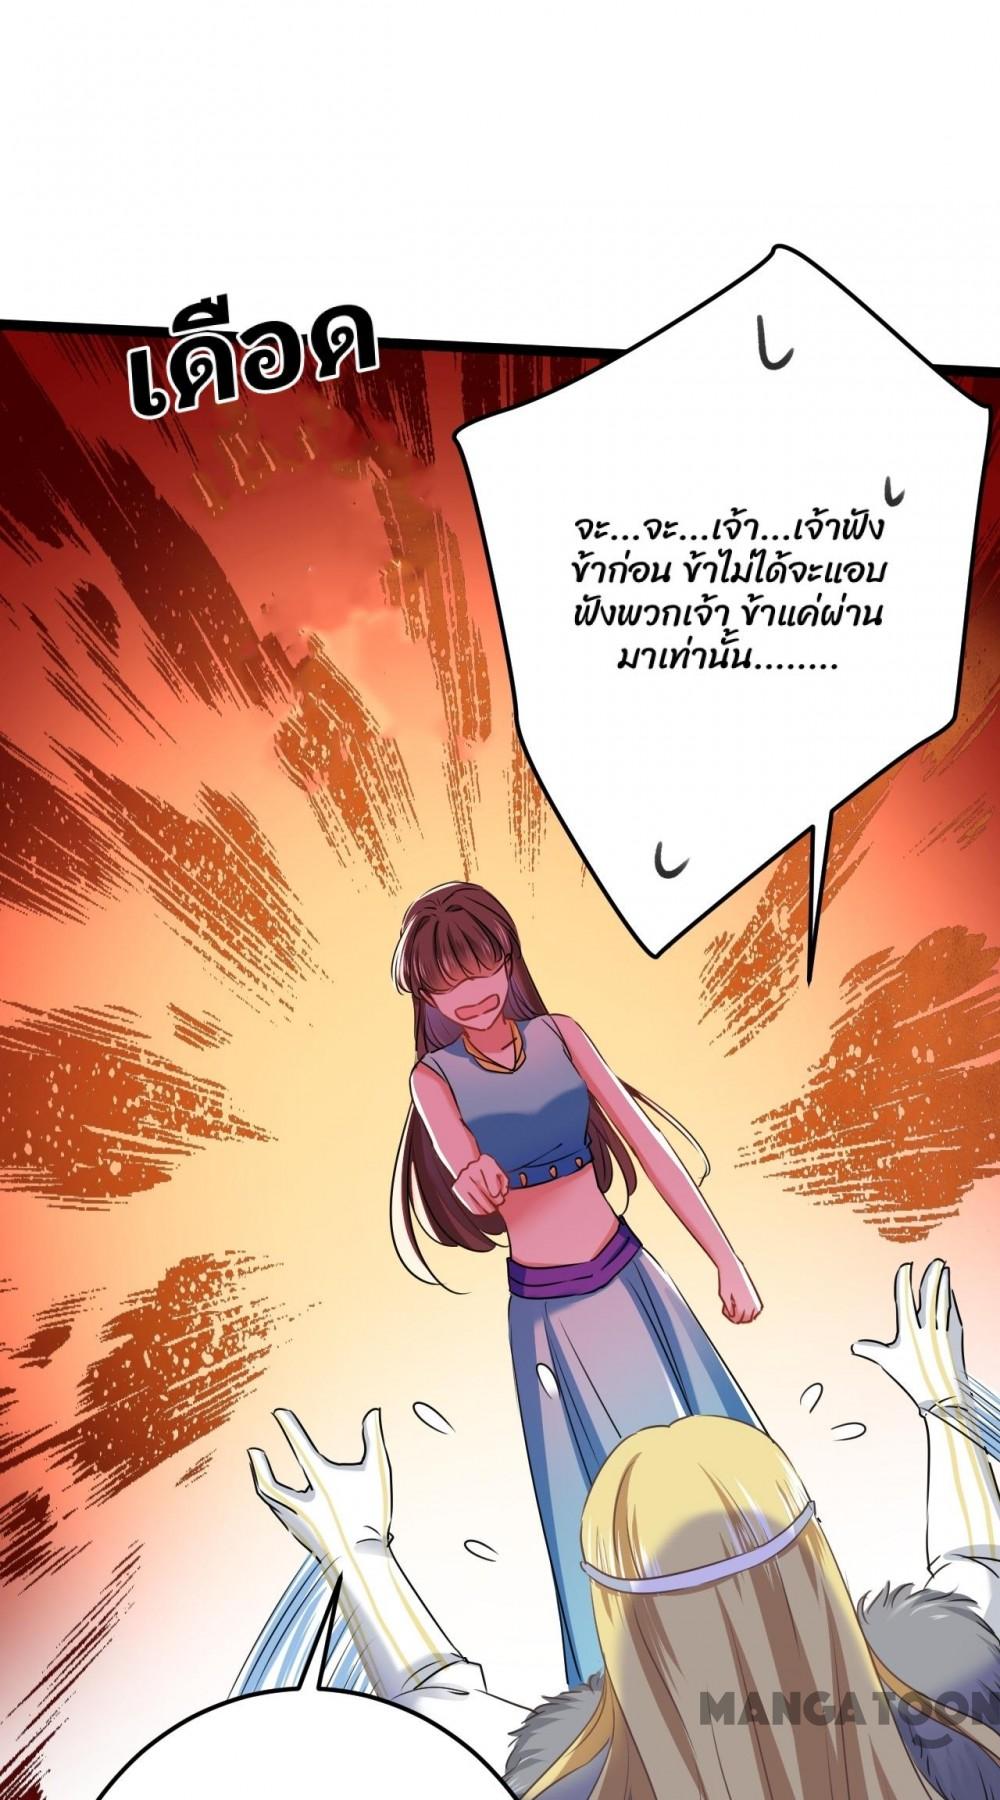 เดือด
จะ...จะ...เจ้า...เจ้าฟัง
ข้าก่อน ข้าไม่ได้จะแอบ
ฟังพวกเจ้า ข้าแค่ผ่าน
มาเท่านั้น........
MANGATOON